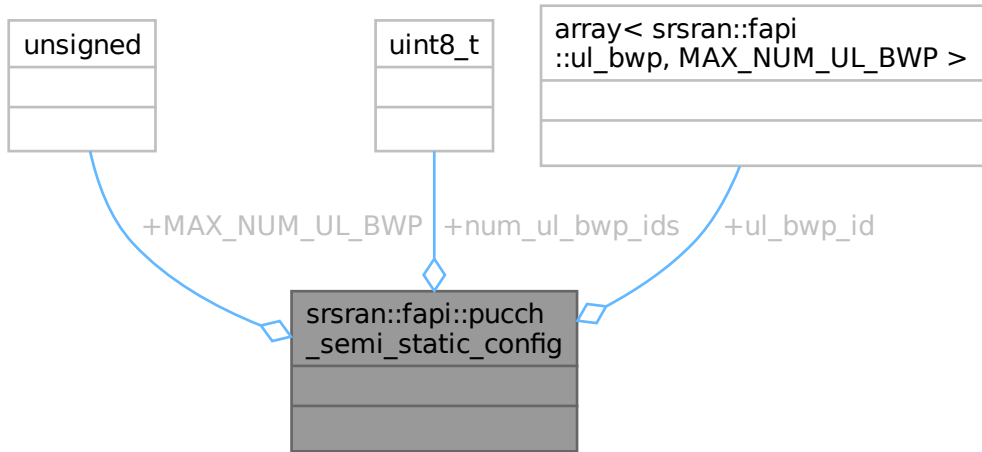 unsigned
uint8_t
array< srsran::fapi
::ul_bwp, MAX_NUM_UL_BWP >
+MAX_NUM_UL_BWP
+num_ul_bwp_ids
+ul_bwp_id
srsran::fapi::pucch
_semi_static_config